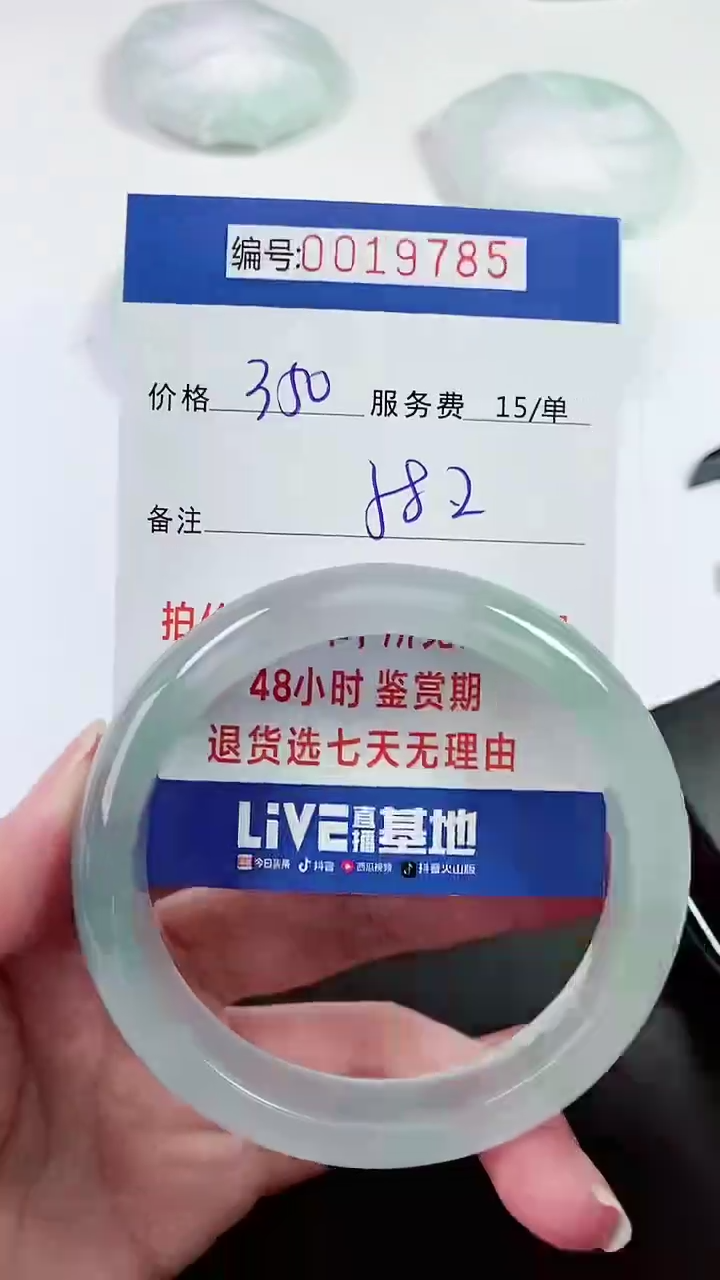 编号:0019785
价格 350 服务费 15/单
备注
拍
48小时 鉴赏期
退货选七天无理由
LiVE直播基地
今日头条 抖音 西瓜视频 抖音火山版